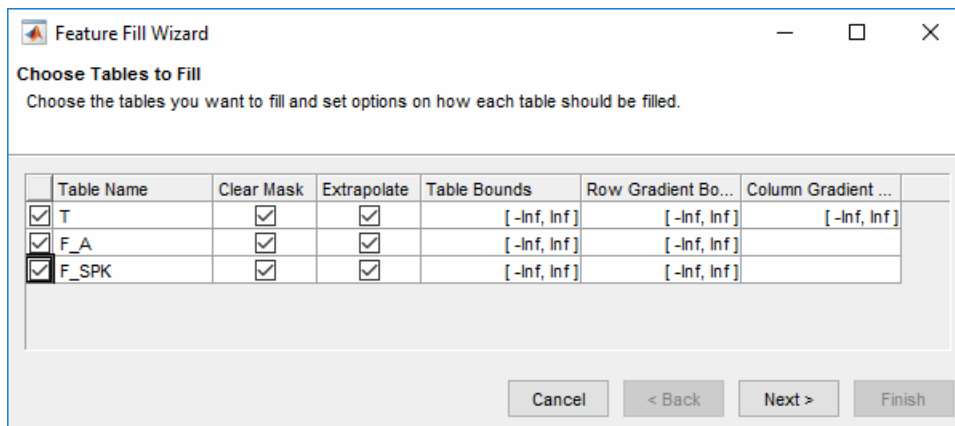 Feature Fill Wizard
Choose Tables to Fill
Choose the tables you want to fill and set options on how each table should be filled.
Table Name Clear Mask Extrapolate Table Bounds Row Gradient Bo... Column Gradient ...
T [ -Inf, Inf ] [ -Inf, Inf ] [ -Inf, Inf ]
F_A [ -Inf, Inf ] [ -Inf, Inf ]
F_SPK [ -Inf, Inf ] [ -Inf, Inf ]
Cancel < Back Next > Finish